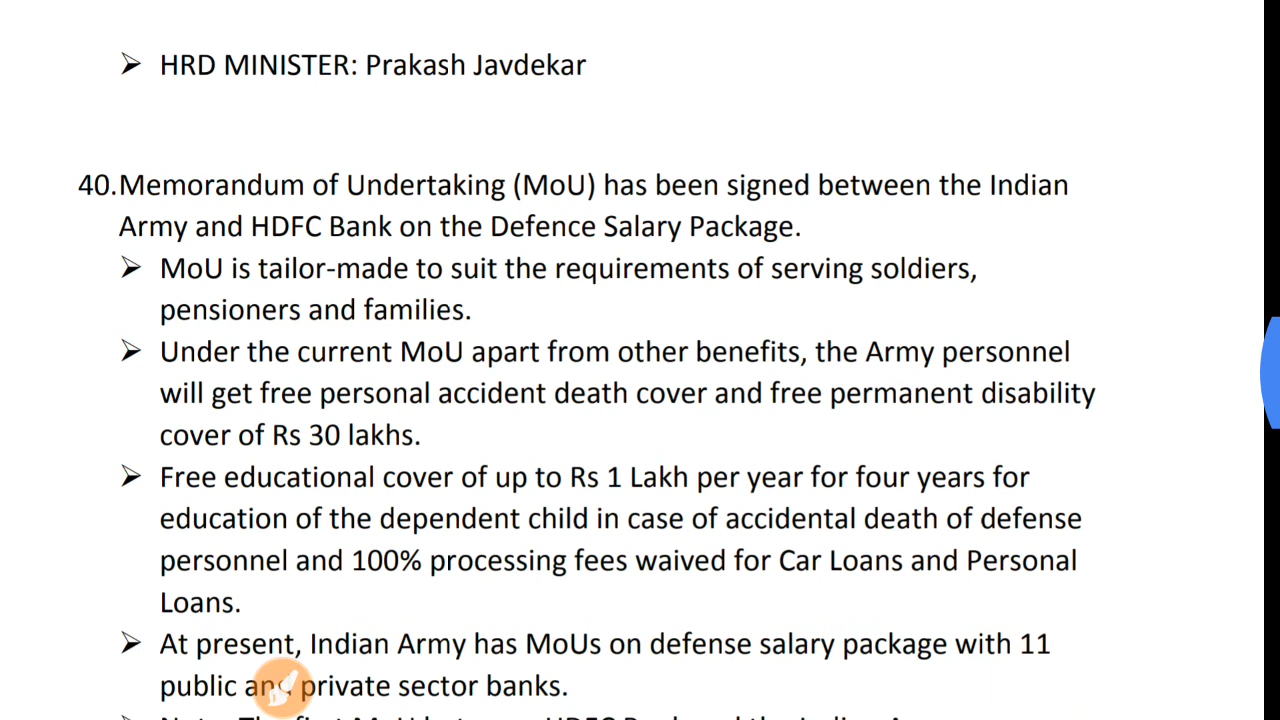 ➢ HRD MINISTER: Prakash Javdekar
40.Memorandum of Undertaking (MoU) has been signed between the Indian
Army and HDFC Bank on the Defence Salary Package.
➢ MoU is tailor-made to suit the requirements of serving soldiers,
pensioners and families.
➢ Under the current MoU apart from other benefits, the Army personnel
will get free personal accident death cover and free permanent disability
cover of Rs 30 lakhs.
➢ Free educational cover of up to Rs 1 Lakh per year for four years for
education of the dependent child in case of accidental death of defense
personnel and 100% processing fees waived for Car Loans and Personal
Loans.
➢ At present, Indian Army has MoUs on defense salary package with 11
public and private sector banks.